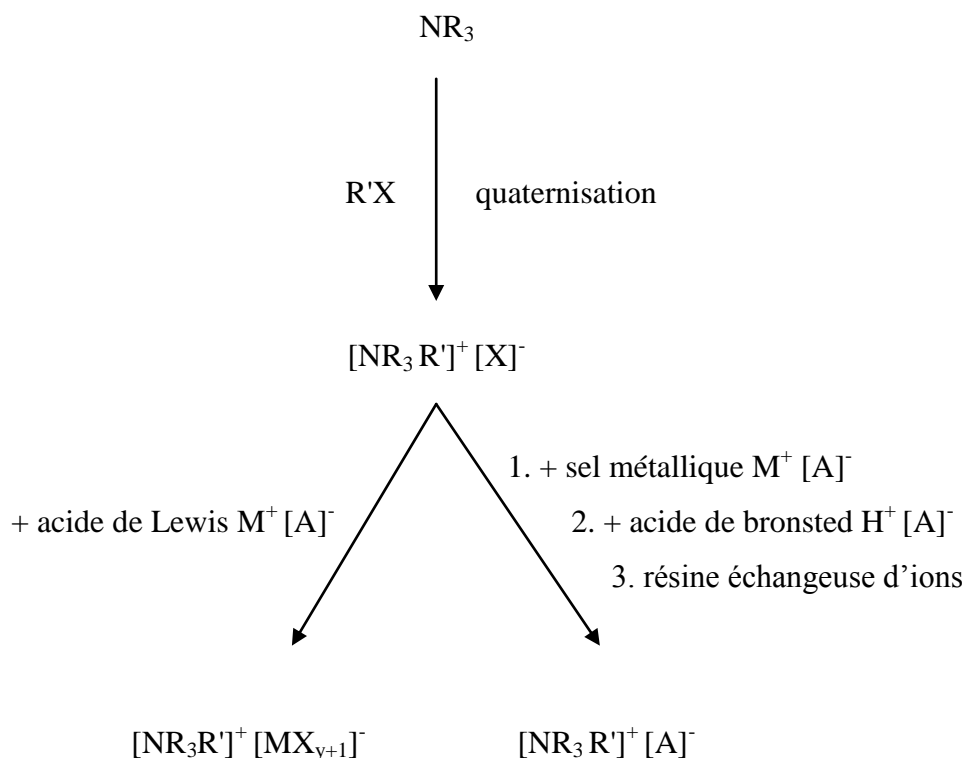 NR₃
R'X quaternisation
[NR₃ R']⁺ [X]⁻
1. + sel métallique M⁺ [A]⁻
+ acide de Lewis M⁺ [A]⁻ 2. + acide de bronsted H⁺ [A]⁻
3. résine échangeuse d’ions
[NR₃R']⁺ [MXᵧ₊₁]⁻ [NR₃ R']⁺ [A]⁻